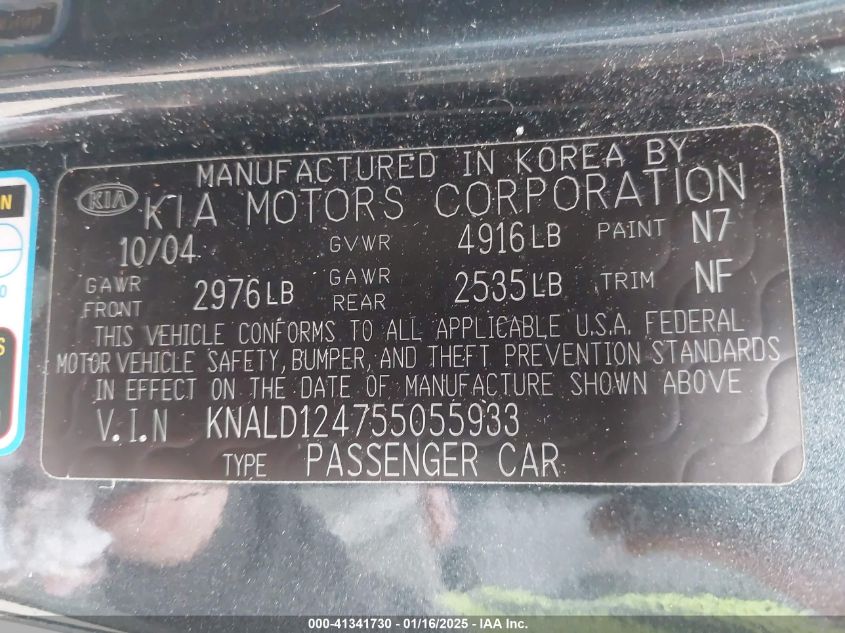 MANUFACTURED IN KOREA BY
KIA KIA MOTORS CORPORATION
10/04 GVWR 4916LB PAINT N7
GAWR FRONT 2976LB GAWR REAR 2535LB TRIM NF
THIS VEHICLE CONFORMS TO ALL APPLICABLE U.S.A. FEDERAL
MOTOR VEHICLE SAFETY, BUMPER, AND THEFT PREVENTION STANDARDS
IN EFFECT ON THE DATE OF MANUFACTURE SHOWN ABOVE
V.I.N KNALD124755055933
TYPE PASSENGER CAR
000-41341730 - 01/16/2025 - IAAI Inc.